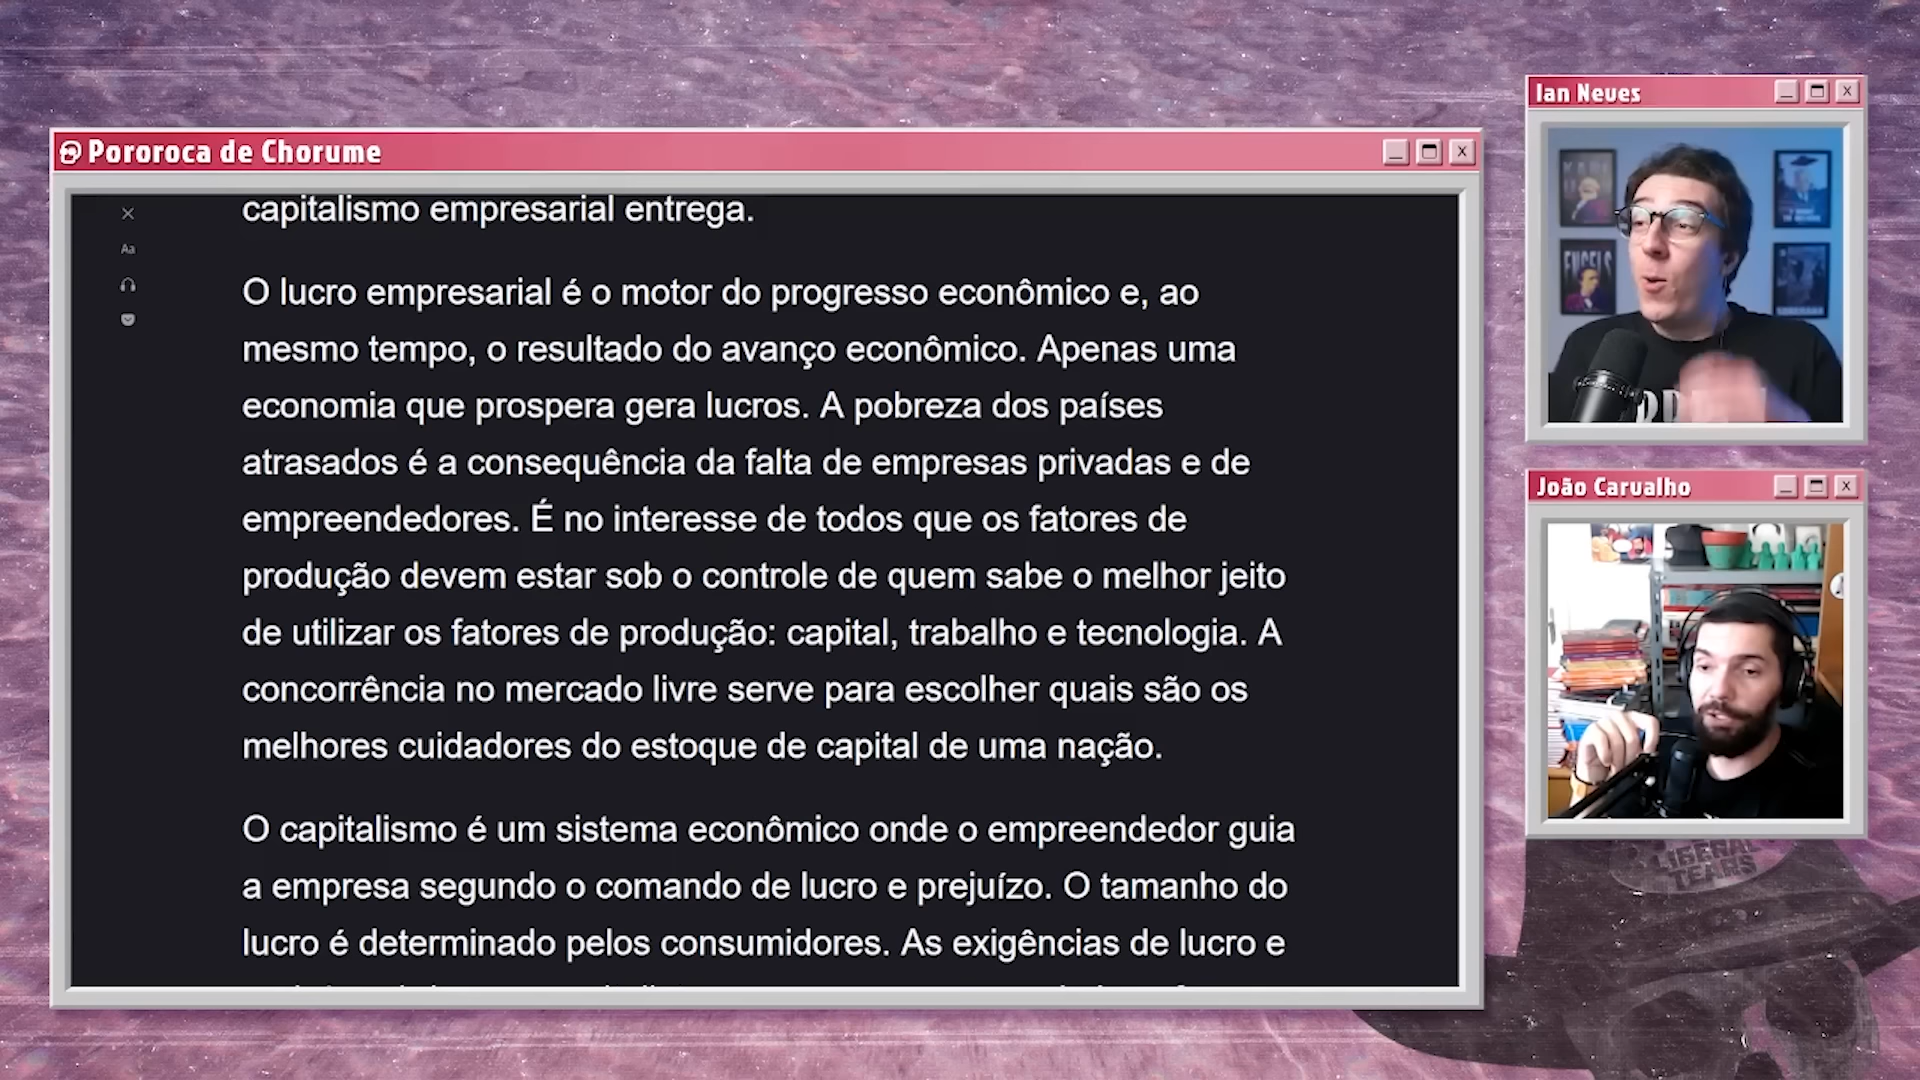 Pororoca de Chorume
capitalismo empresarial entrega.
O lucro empresarial é o motor do progresso econômico e, ao
mesmo tempo, o resultado do avanço econômico. Apenas uma
economia que prospera gera lucros. A pobreza dos países
atrasados é a consequência da falta de empresas privadas e de
empreendedores. É no interesse de todos que os fatores de
produção devem estar sob o controle de quem sabe o melhor jeito
de utilizar os fatores de produção: capital, trabalho e tecnologia. A
concorrência no mercado livre serve para escolher quais são os
melhores cuidadores do estoque de capital de uma nação.
O capitalismo é um sistema econômico onde o empreendedor guia
a empresa segundo o comando de lucro e prejuízo. O tamanho do
lucro é determinado pelos consumidores. As exigências de lucro e
Aa
Ian Neves
KARL
ENGELS
João Carvalho
LIBERAL
TEARS